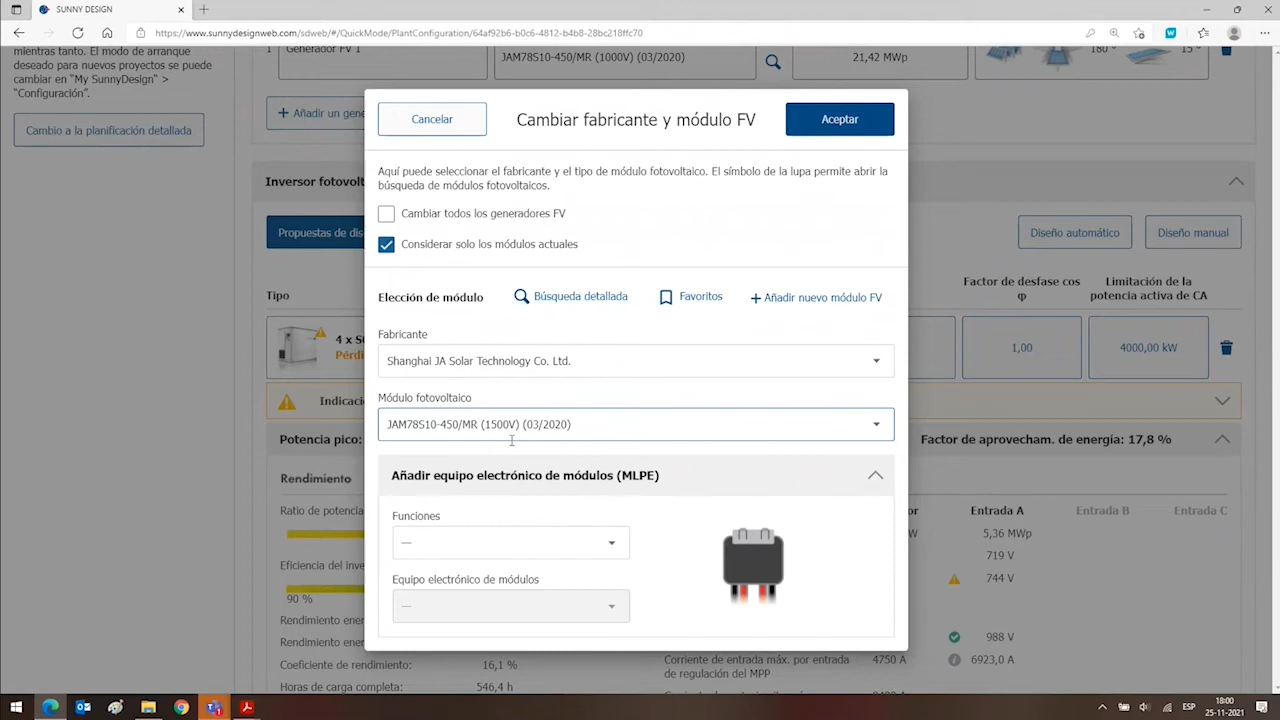 SUNNY DESIGN
https://www.sunnydesignweb.com/sdweb/#/QuickMode/PlantConfiguration/64af92b6-b0c6-4812-b4b8-28bc218ffc70
mientras tanto. El modo de arranque
deseado para nuevos proyectos se puede
cambiar en "My SunnyDesign" >
"Configuración".
Cambio a la planificación detallada
1 Generador FV 1
JAM78S10-450/MR (1000V) (03/2020)
21,42 MWp
180 °
15 °
+ Añadir un gen
Cancelar
Cambiar fabricante y módulo FV
Aceptar
Aquí puede seleccionar el fabricante y el tipo de módulo fotovoltaico. El símbolo de la lupa permite abrir la
búsqueda de módulos fotovoltaicos.
Cambiar todos los generadores FV
Considerar solo los módulos actuales
Elección de módulo
Búsqueda detallada
Favoritos
+ Añadir nuevo módulo FV
Fabricante
Shanghai JA Solar Technology Co. Ltd.
Módulo fotovoltaico
JAM78S10-450/MR (1500V) (03/2020)
Añadir equipo electrónico de módulos (MLPE)
Funciones
—
Equipo electrónico de módulos
—
Inversor fotovolt
Propuestas de dis
Diseño automático
Diseño manual
Tipo
Factor de desfase cos
φ
Limitación de la
potencia activa de CA
4 x S
Pérdi
1,00
4000,00 kW
Indicaci
Potencia pico:
Factor de aprovecham. de energía: 17,8 %
Rendimiento
or
Entrada A
Entrada B
Entrada C
Ratio de potencia
W
5,36 MWp
719 V
Eficiencia del inve
744 V
90 %
Rendimiento ener
988 V
Rendimiento ener
Coeficiente de rendimiento:
16,1 %
Corriente de entrada máx. por entrada
de regulación del MPP
4750 A
6923,0 A
Horas de carga completa:
546,4 h
ESP
18:00
25-11-2021